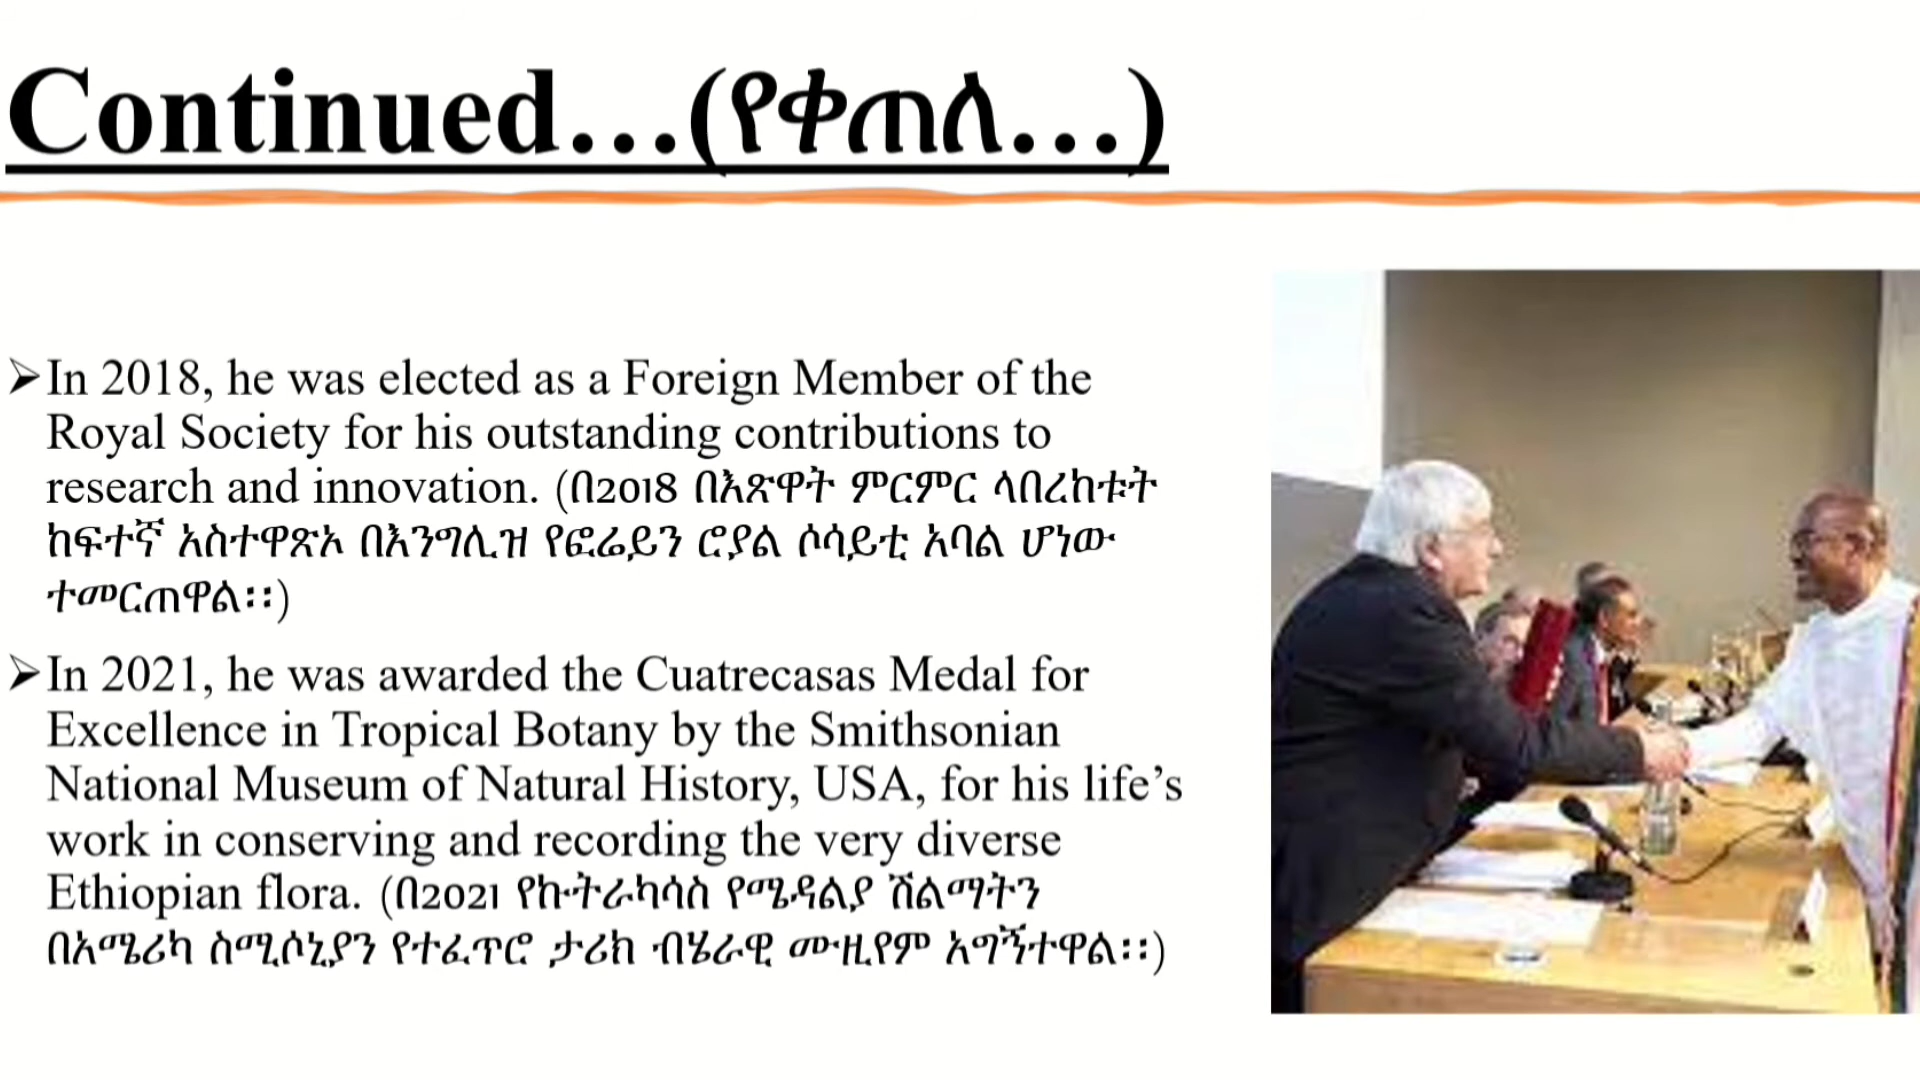 Continued…(የቀጠለ…)
➢In 2018, he was elected as a Foreign Member of the
Royal Society for his outstanding contributions to
research and innovation. (በ2018 በእጽዋት ምርምር ላበረከቱት
ከፍተኛ አስተዋጽኦ በእንግሊዝ የፎሬይን ሮያል ሶሳይቲ አባል ሆነው
ተመርጠዋል፡፡)
➢In 2021, he was awarded the Cuatrecasas Medal for
Excellence in Tropical Botany by the Smithsonian
National Museum of Natural History, USA, for his life’s
work in conserving and recording the very diverse
Ethiopian flora. (በ2021 የኩትራካሳስ የሜዳልያ ሽልማትን
በአሜሪካ ስሚሶኒያን የተፈጥሮ ታሪክ ብሄራዊ ሙዚየም አግኝተዋል፡፡)